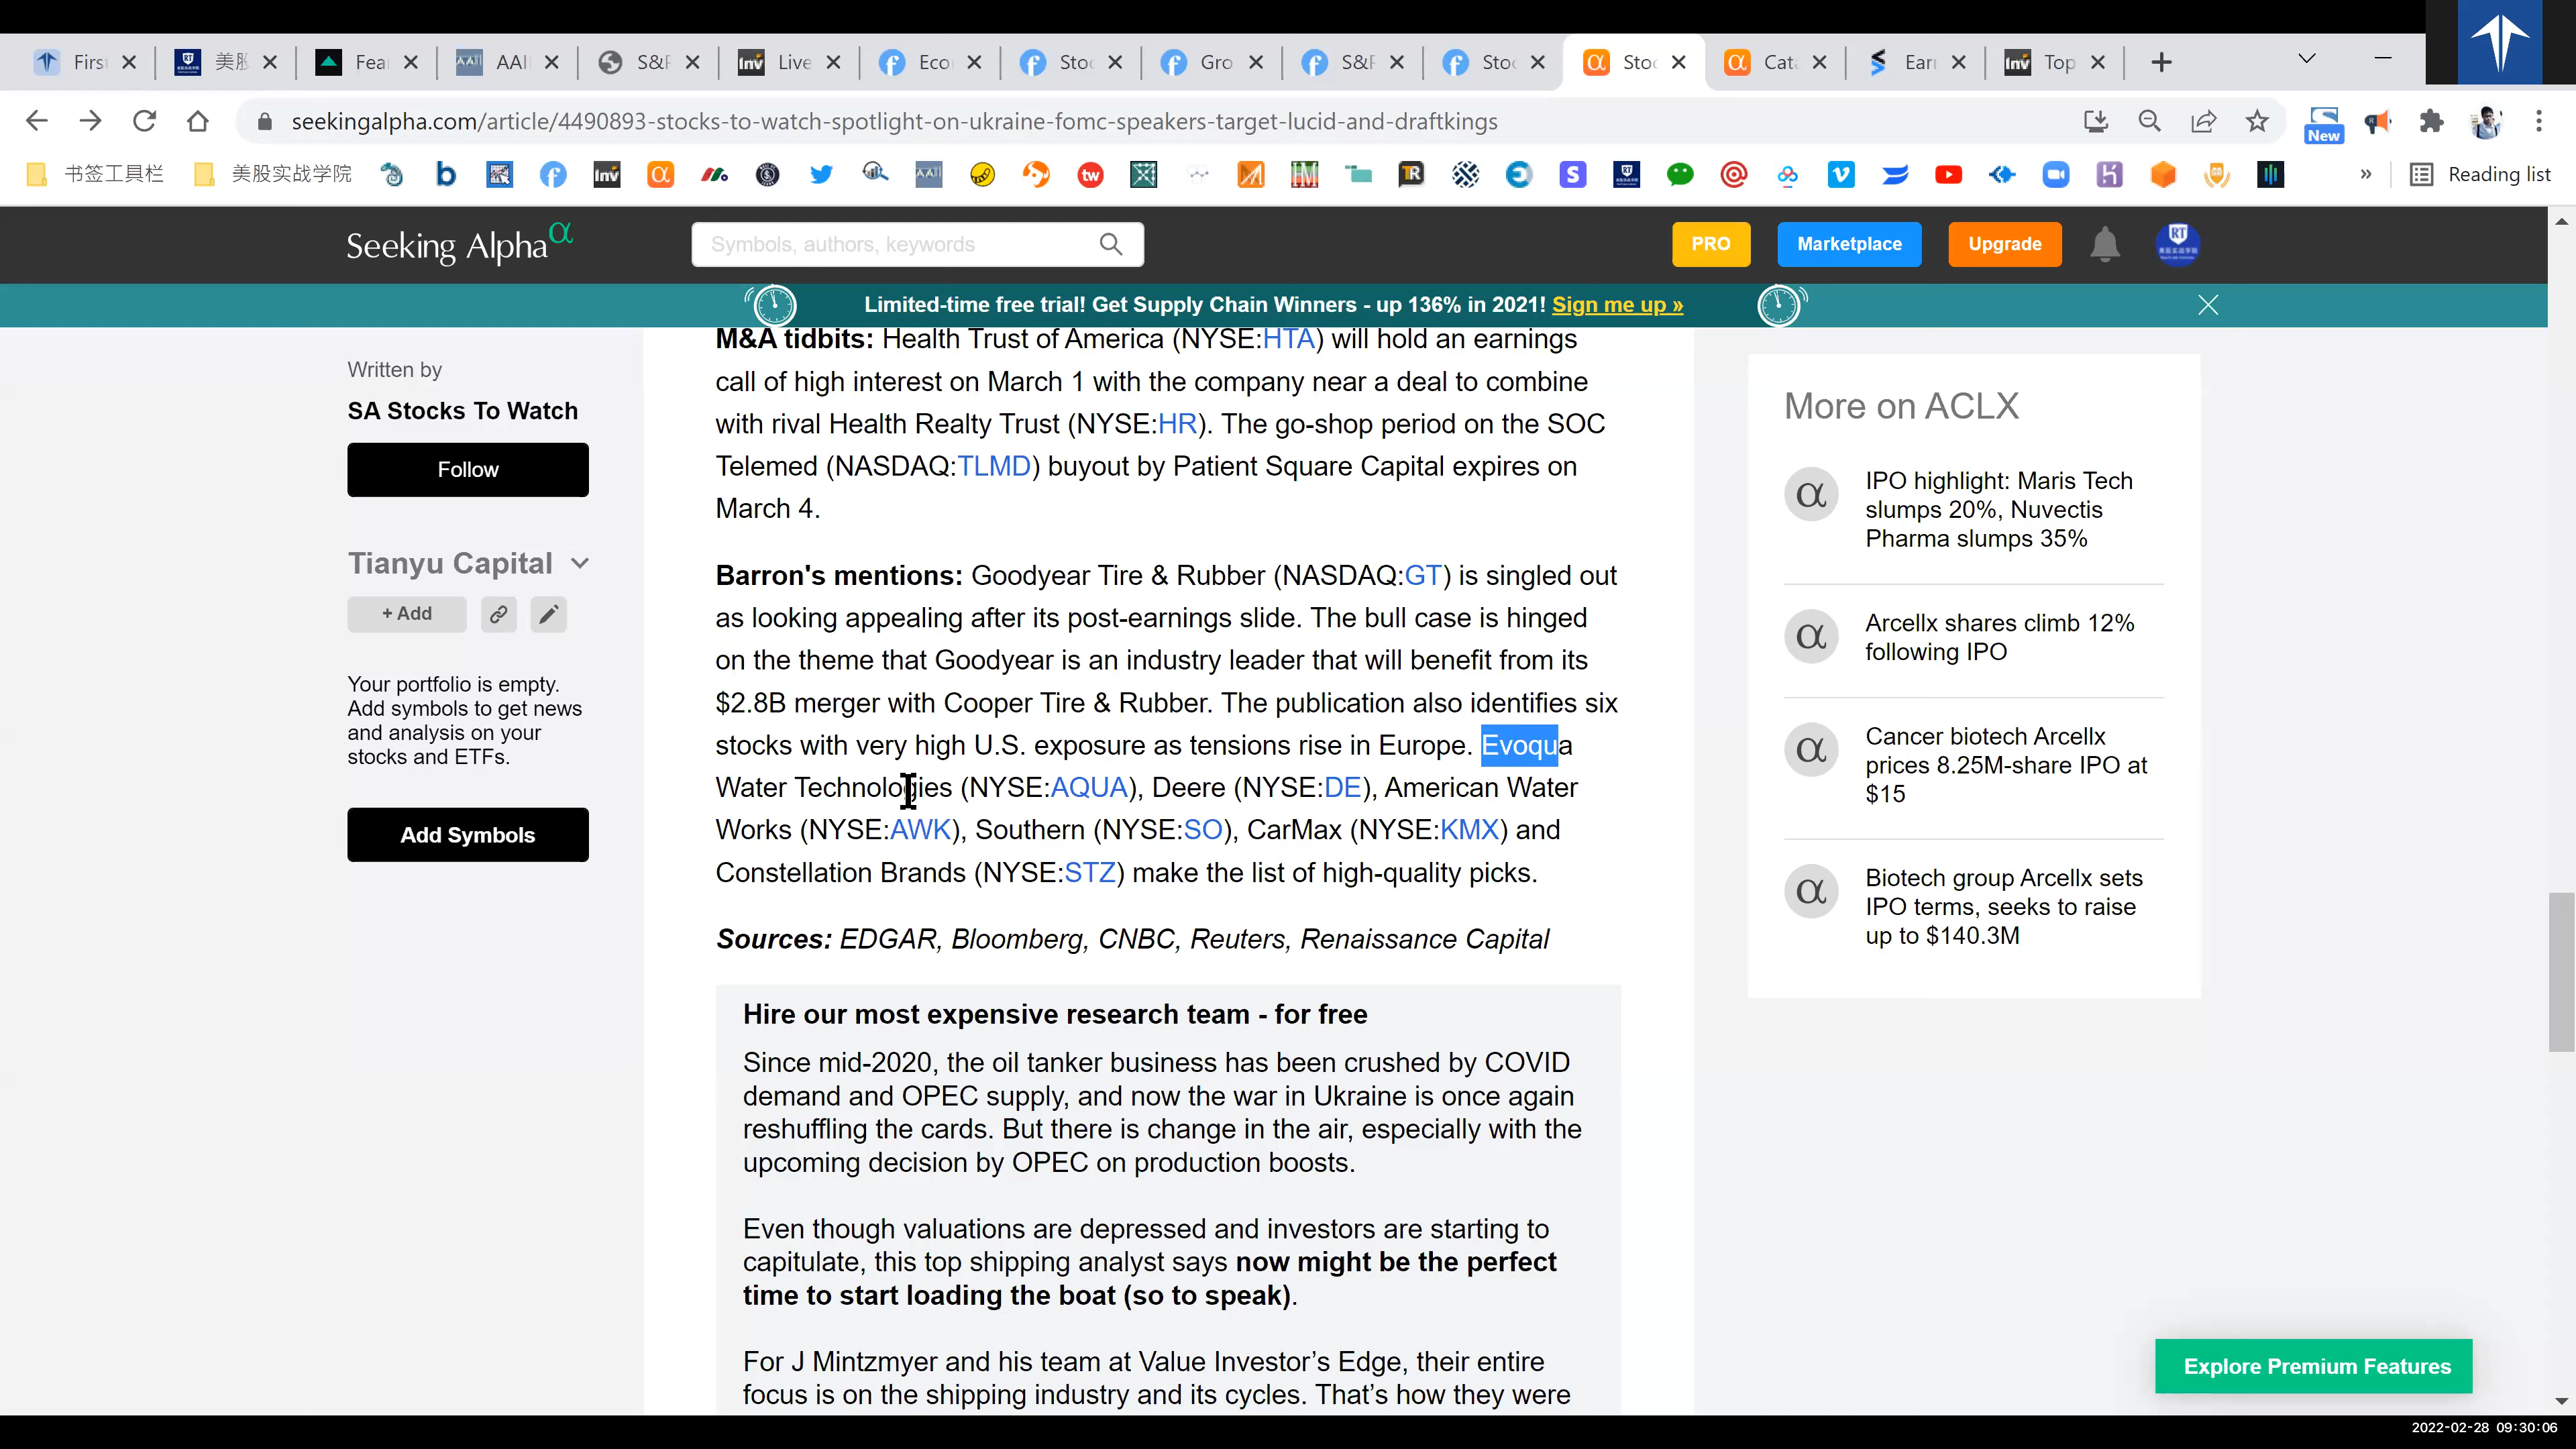 Firs
美股
Fear
AAI
S&P
Live
Eco
Stoc
Gro
S&P
Stoc
Stoc
Cata
Earn
Top
seekingalpha.com/article/4490893-stocks-to-watch-spotlight-on-ukraine-fomc-speakers-target-lucid-and-draftkings
New
书签工具栏
美股实战学院
Reading list
Seeking Alpha α
Symbols, authors, keywords
PRO
Marketplace
Upgrade
Limited-time free trial! Get Supply Chain Winners - up 136% in 2021! Sign me up »
Written by
SA Stocks To Watch
Follow
Tianyu Capital
+ Add
Your portfolio is empty.
Add symbols to get news
and analysis on your
stocks and ETFs.
Add Symbols
M&A tidbits: Health Trust of America (NYSE:HTA) will hold an earnings
call of high interest on March 1 with the company near a deal to combine
with rival Health Realty Trust (NYSE:HR). The go-shop period on the SOC
Telemed (NASDAQ:TLMD) buyout by Patient Square Capital expires on
March 4.
Barron's mentions: Goodyear Tire & Rubber (NASDAQ:GT) is singled out
as looking appealing after its post-earnings slide. The bull case is hinged
on the theme that Goodyear is an industry leader that will benefit from its
$2.8B merger with Cooper Tire & Rubber. The publication also identifies six
stocks with very high U.S. exposure as tensions rise in Europe. Evoqua
Water Technologies (NYSE:AQUA), Deere (NYSE:DE), American Water
Works (NYSE:AWK), Southern (NYSE:SO), CarMax (NYSE:KMX) and
Constellation Brands (NYSE:STZ) make the list of high-quality picks.
Sources: EDGAR, Bloomberg, CNBC, Reuters, Renaissance Capital
Hire our most expensive research team - for free
Since mid-2020, the oil tanker business has been crushed by COVID
demand and OPEC supply, and now the war in Ukraine is once again
reshuffling the cards. But there is change in the air, especially with the
upcoming decision by OPEC on production boosts.
Even though valuations are depressed and investors are starting to
capitulate, this top shipping analyst says now might be the perfect
time to start loading the boat (so to speak).
For J Mintzmyer and his team at Value Investor's Edge, their entire
focus is on the shipping industry and its cycles. That's how they were
More on ACLX
IPO highlight: Maris Tech
slumps 20%, Nuvectis
Pharma slumps 35%
Arcellx shares climb 12%
following IPO
Cancer biotech Arcellx
prices 8.25M-share IPO at
$15
Biotech group Arcellx sets
IPO terms, seeks to raise
up to $140.3M
Explore Premium Features
2022-02-28 09:30:06